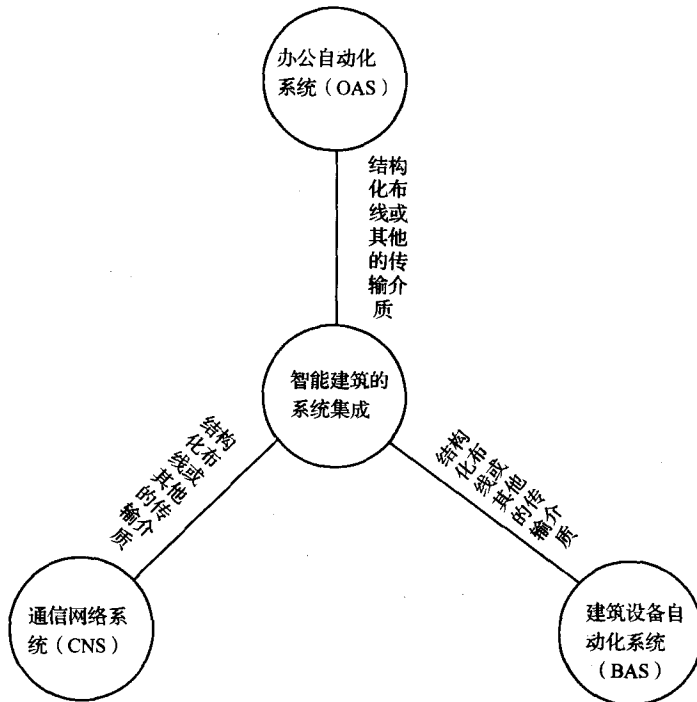 办公自动化
系统（OAS）
结构
化布
线或
其他
的传
输介
质
智能建筑的
系统集成
结构
化布
线或
其他
的传
输介
质
结构
化布
线或
其他
的传
输介
质
通信网络系
统（CNS）
建筑设备自
动化系统
（BAS）